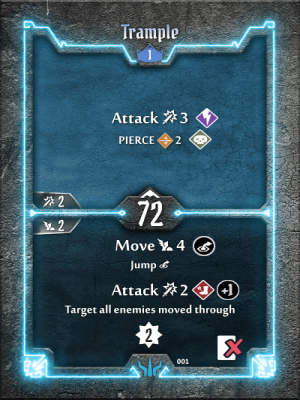 Trample
1
Attack 3
PIERCE 2
2
72
2
Move 4
Jump
Attack 2 +1
Target all enemies moved through
2
001